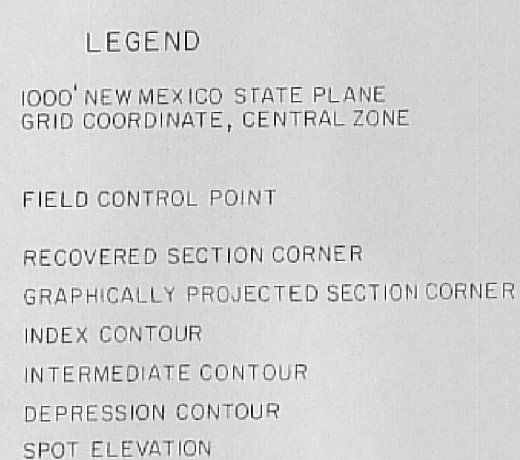 LEGEND
1000' NEW MEXICO STATE PLANE
GRID COORDINATE, CENTRAL ZONE
FIELD CONTROL POINT
RECOVERED SECTION CORNER
GRAPHICALLY PROJECTED SECTION CORNER
INDEX CONTOUR
INTERMEDIATE CONTOUR
DEPRESSION CONTOUR
SPOT ELEVATION